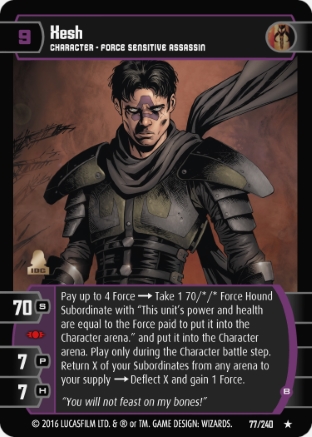 9
Xesh
CHARACTER - FORCE SENSITIVE ASSASSIN
IDC
70 S
7 P
7 H
Pay up to 4 Force → Take 1 70/*/* Force Hound
Subordinate with "This unit's power and health
are equal to the Force paid to put it into the
Character arena." and put it into the Character
arena. Play only during the Character battle step.
Return X of your Subordinates from any arena to
your supply → Deflect X and gain 1 Force.
B
"You will not feast on my bones!"
© 2016 LUCASFILM LTD. & ® or TM. GAME DESIGN: WIZARDS.
77/240 ★